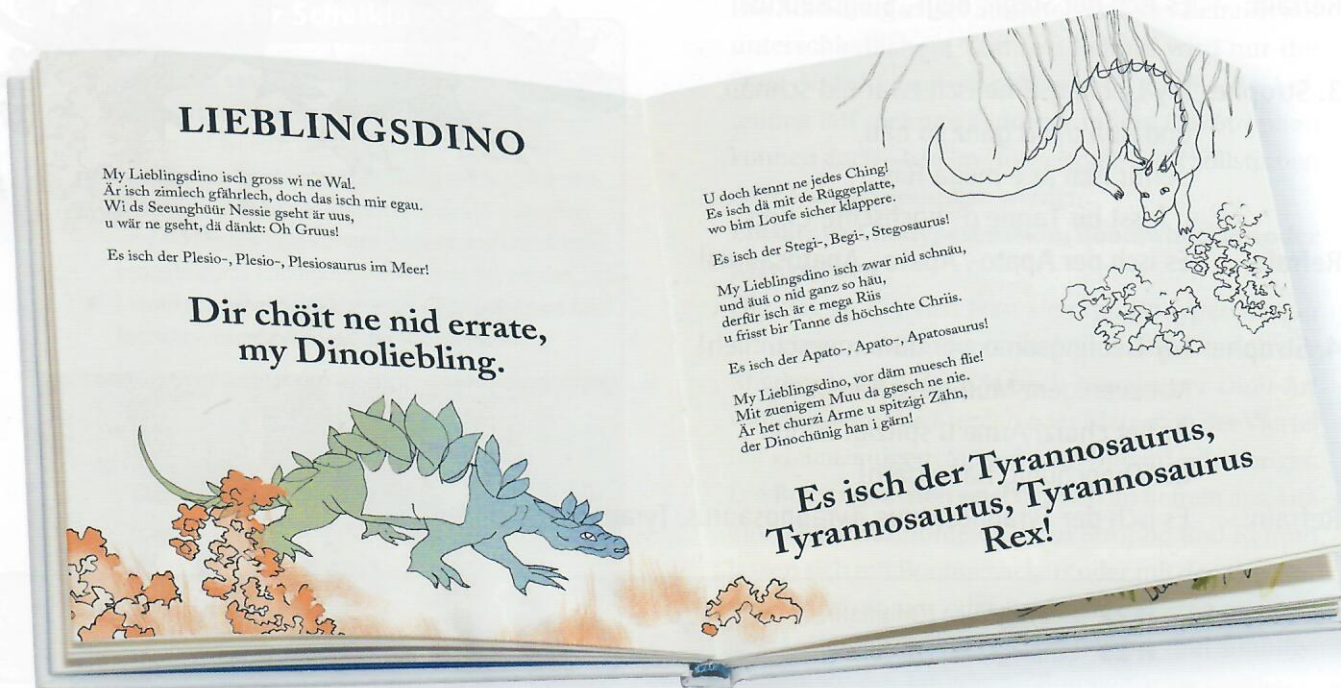 LIEBLINGSDINO
My Lieblingsdino isch gross wi ne Wal.
Är isch zimlech gfährlech, doch das isch mir egau.
Wi ds Seeunghüür Nessie gseht är uus,
u wär ne gseht, dä dänkt: Oh Gruus!
Es isch der Plesio-, Plesio-, Plesiosaurus im Meer!
Dir chöit ne nid errate,
my Dinoliebling.
U doch kennt ne jedes Ching!
Es isch dä mit de Rüggeplatte,
wo bim Loufe sicher klappere.
Es isch der Stegi-, Begi-, Stegosaurus!
My Lieblingsdino isch zwar nid schnäu,
und äuä o nid ganz so häu,
derfür isch är e mega Riis
u frisst bir Tanne ds höchschte Chriis.
Es isch der Apato-, Apato-, Apatosaurus!
My Lieblingsdino, vor däm muesch flie!
Mit zuenigem Muu da gsesch ne nie.
Är het churzi Arme u spitzigi Zähn,
der Dinochünig han i gärn!
Es isch der Tyrannosaurus,
Tyrannosaurus, Tyrannosaurus
Rex!